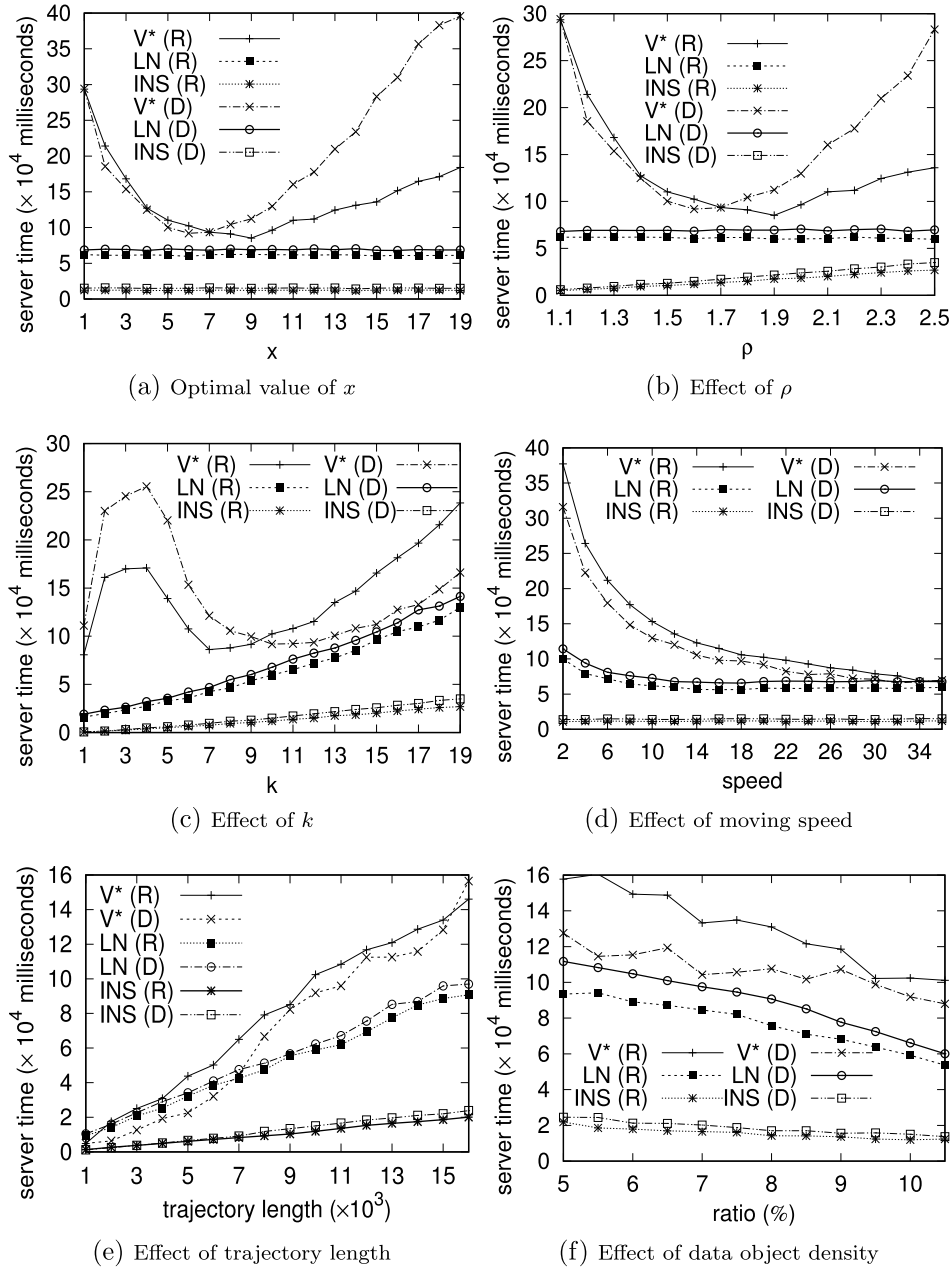 server time (× 10⁴ milliseconds)
40
35
30
25
20
15
10
5
0
V* (R)
LN (R)
INS (R)
V* (D)
LN (D)
INS (D)
1 3 5 7 9 11 13 15 17 19
x
(a) Optimal value of x
server time (× 10⁴ milliseconds)
30
25
20
15
10
5
0
V* (R)
LN (R)
INS (R)
V* (D)
LN (D)
INS (D)
1.1 1.3 1.5 1.7 1.9 2.1 2.3 2.5
ρ
(b) Effect of ρ
server time (× 10⁴ milliseconds)
30
25
20
15
10
5
0
V* (R) V* (D)
LN (R) LN (D)
INS (R) INS (D)
1 3 5 7 9 11 13 15 17 19
k
(c) Effect of k
server time (× 10⁴ milliseconds)
40
35
30
25
20
15
10
5
0
V* (R) V* (D)
LN (R) LN (D)
INS (R) INS (D)
2 6 10 14 18 22 26 30 34
speed
(d) Effect of moving speed
server time (× 10⁴ milliseconds)
16
14
12
10
8
6
4
2
0
V* (R)
V* (D)
LN (R)
LN (D)
INS (R)
INS (D)
1 3 5 7 9 11 13 15
trajectory length (×10³)
(e) Effect of trajectory length
server time (× 10⁴ milliseconds)
16
14
12
10
8
6
4
2
0
V* (R) V* (D)
LN (R) LN (D)
INS (R) INS (D)
5 6 7 8 9 10
ratio (%)
(f) Effect of data object density